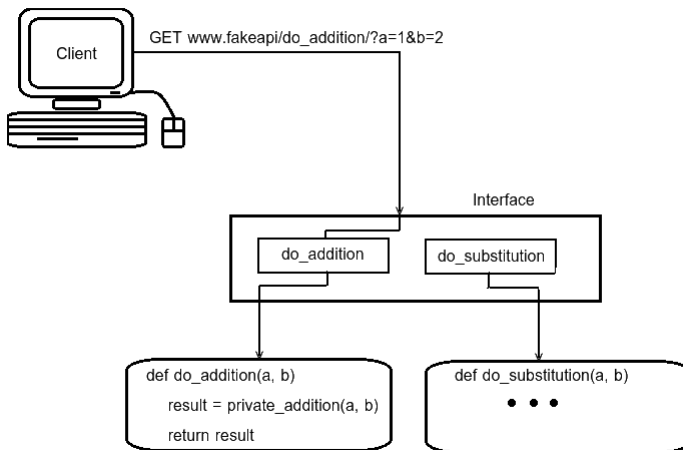 Client
GET www.fakeapi/do_addition/?a=1&b=2
Interface
do_addition
do_substitution
def do_addition(a, b)
result = private_addition(a, b)
return result
def do_substitution(a, b)
• • •